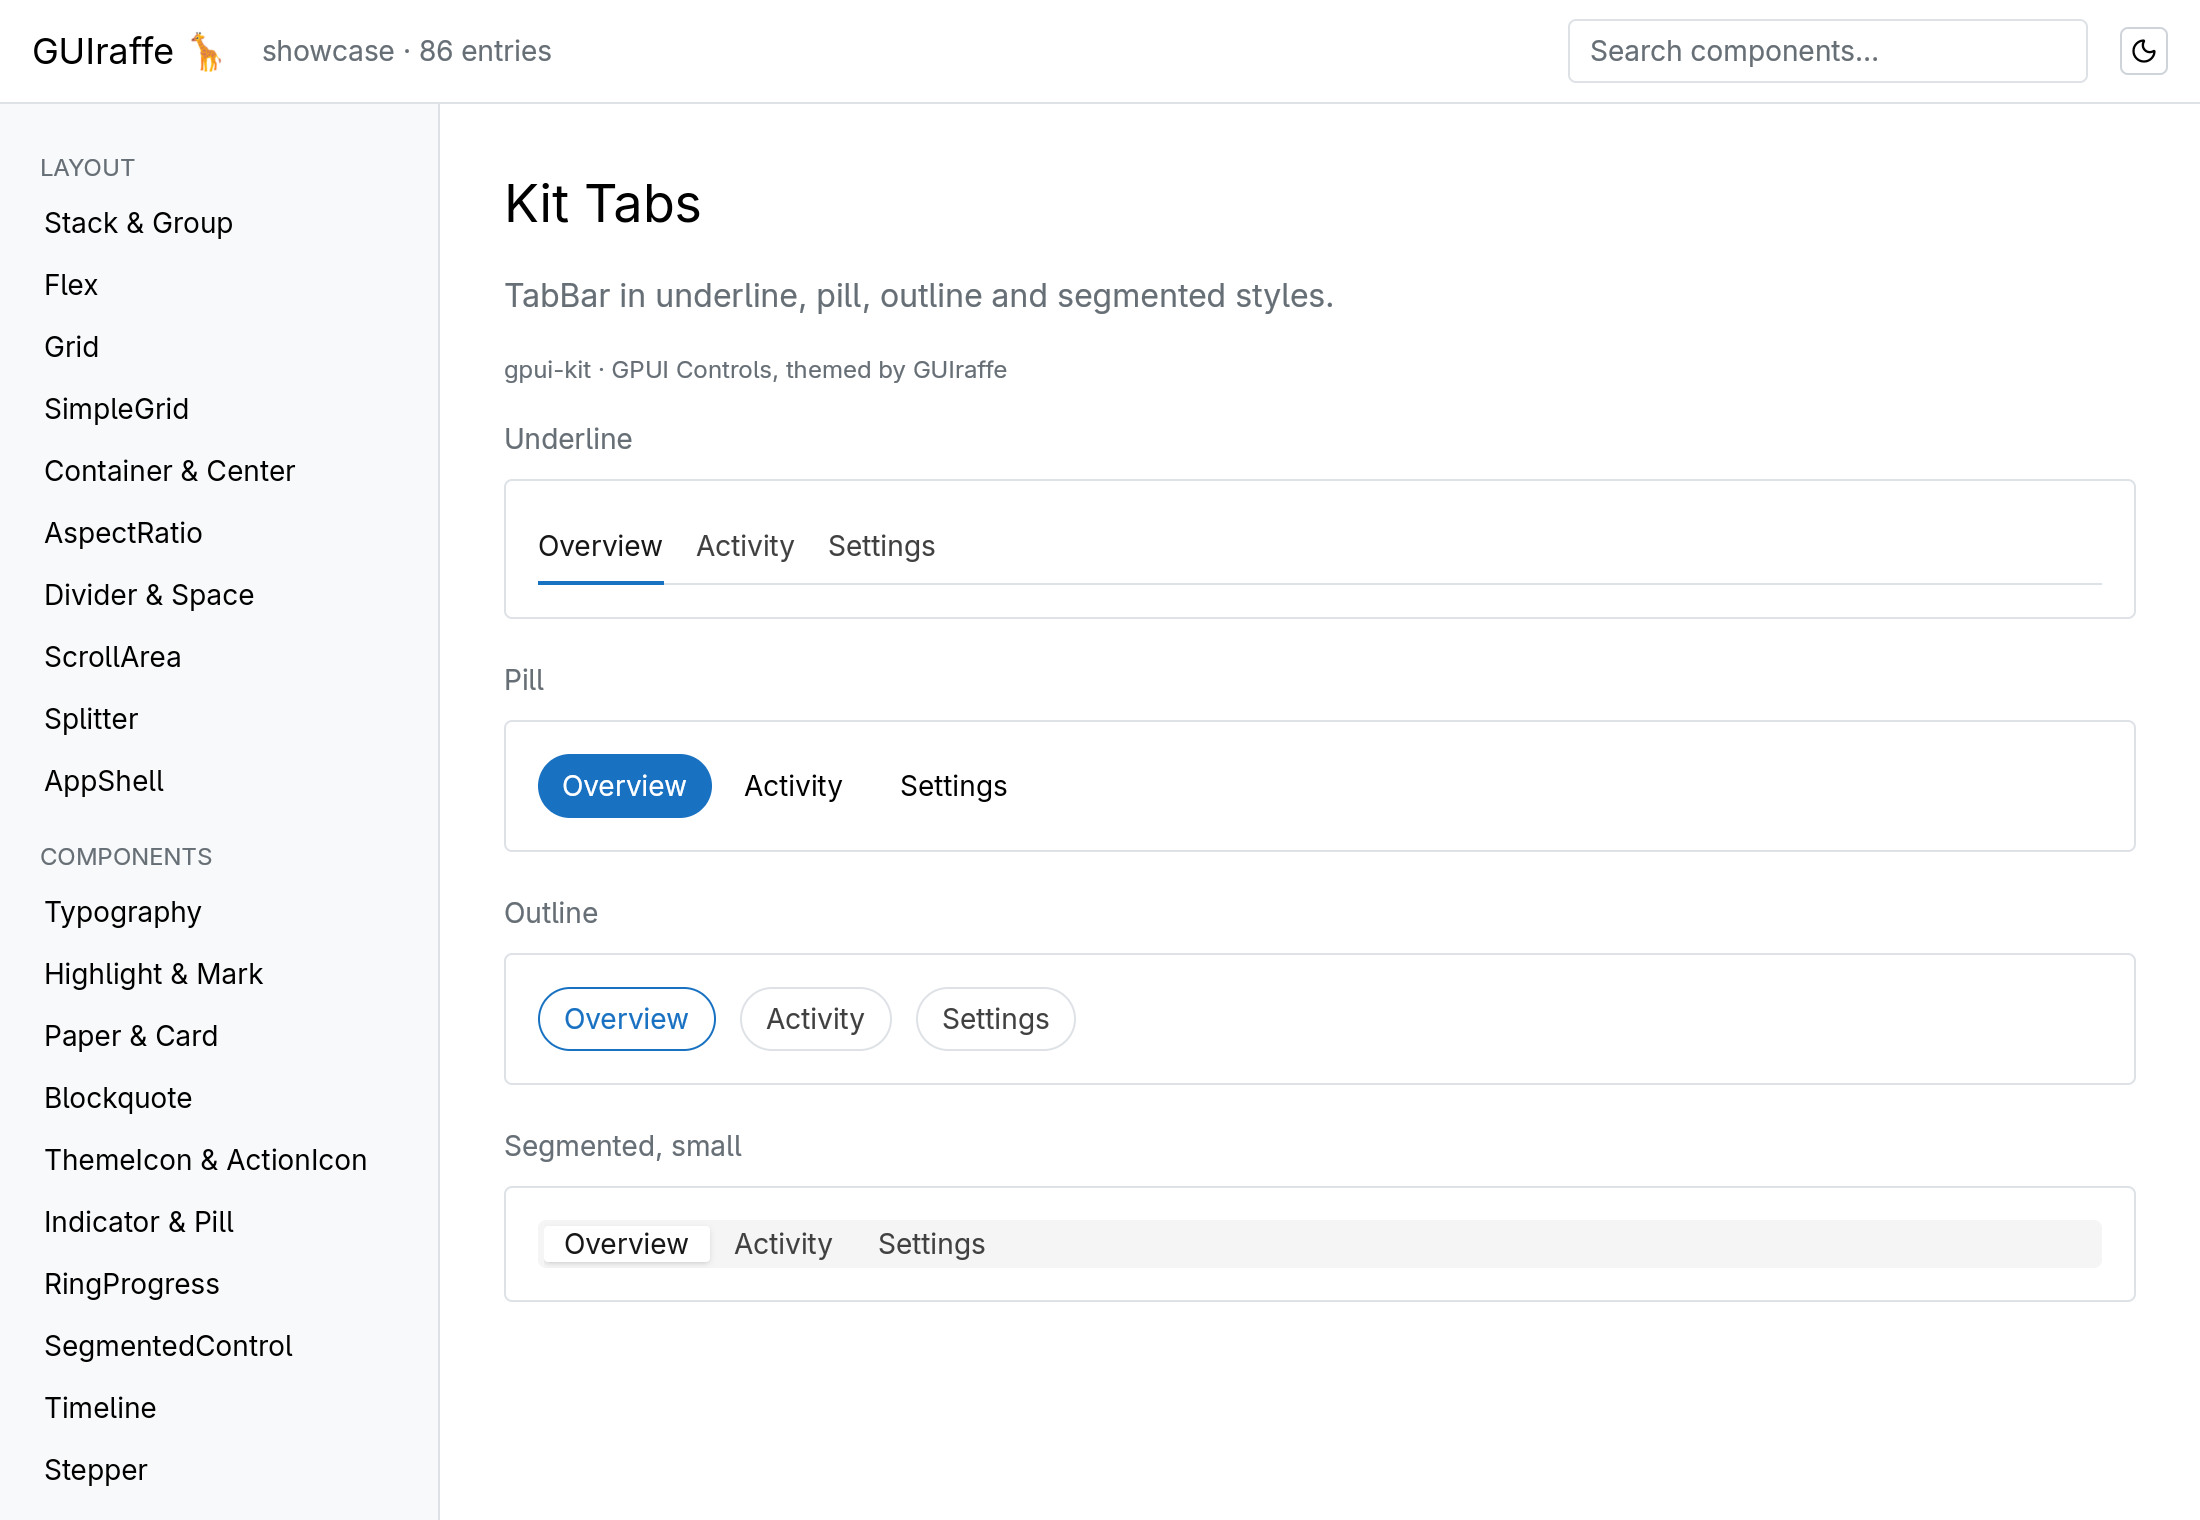 GUIraffe 🦒 showcase · 86 entries
Search components...
LAYOUT
Stack & Group
Flex
Grid
SimpleGrid
Container & Center
AspectRatio
Divider & Space
ScrollArea
Splitter
AppShell
COMPONENTS
Typography
Highlight & Mark
Paper & Card
Blockquote
ThemeIcon & ActionIcon
Indicator & Pill
RingProgress
SegmentedControl
Timeline
Stepper
Kit Tabs
TabBar in underline, pill, outline and segmented styles.
gpui-kit · GPUI Controls, themed by GUIraffe
Underline
Overview Activity Settings
Pill
Overview Activity Settings
Outline
Overview Activity Settings
Segmented, small
Overview Activity Settings